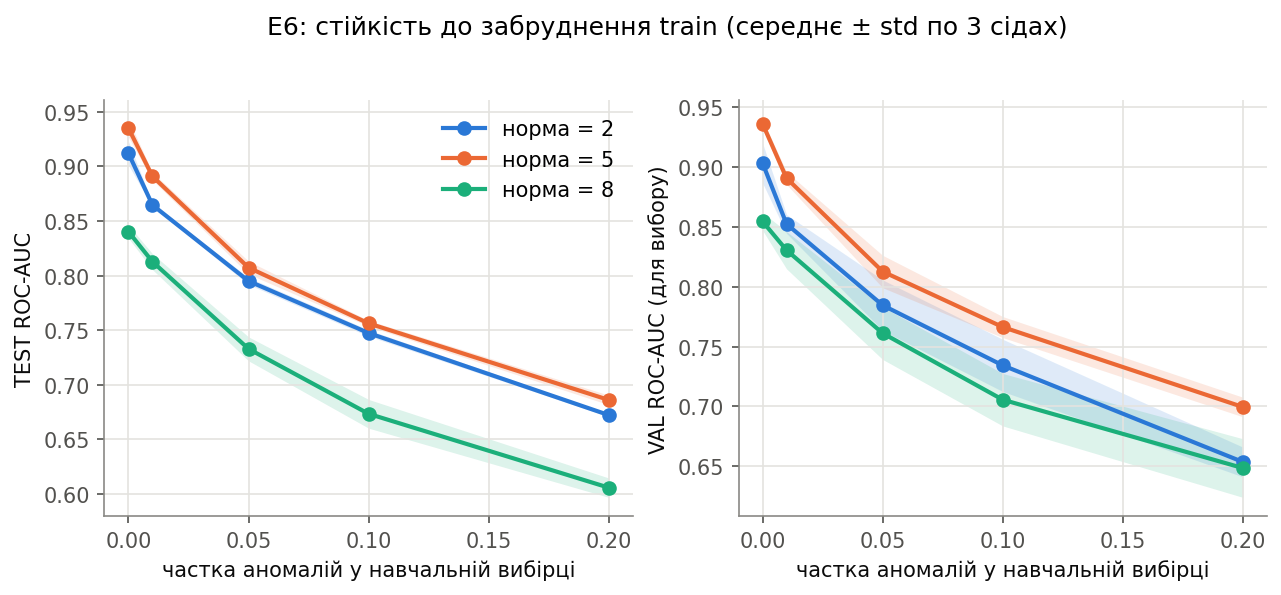 E6: стійкість до забруднення train (середнє ± std по 3 сідах)
TEST ROC-AUC
0.95
0.90
0.85
0.80
0.75
0.70
0.65
0.60
норма = 2
норма = 5
норма = 8
0.00 0.05 0.10 0.15 0.20
частка аномалій у навчальній вибірці
VAL ROC-AUC (для вибору)
0.95
0.90
0.85
0.80
0.75
0.70
0.65
0.00 0.05 0.10 0.15 0.20
частка аномалій у навчальній вибірці